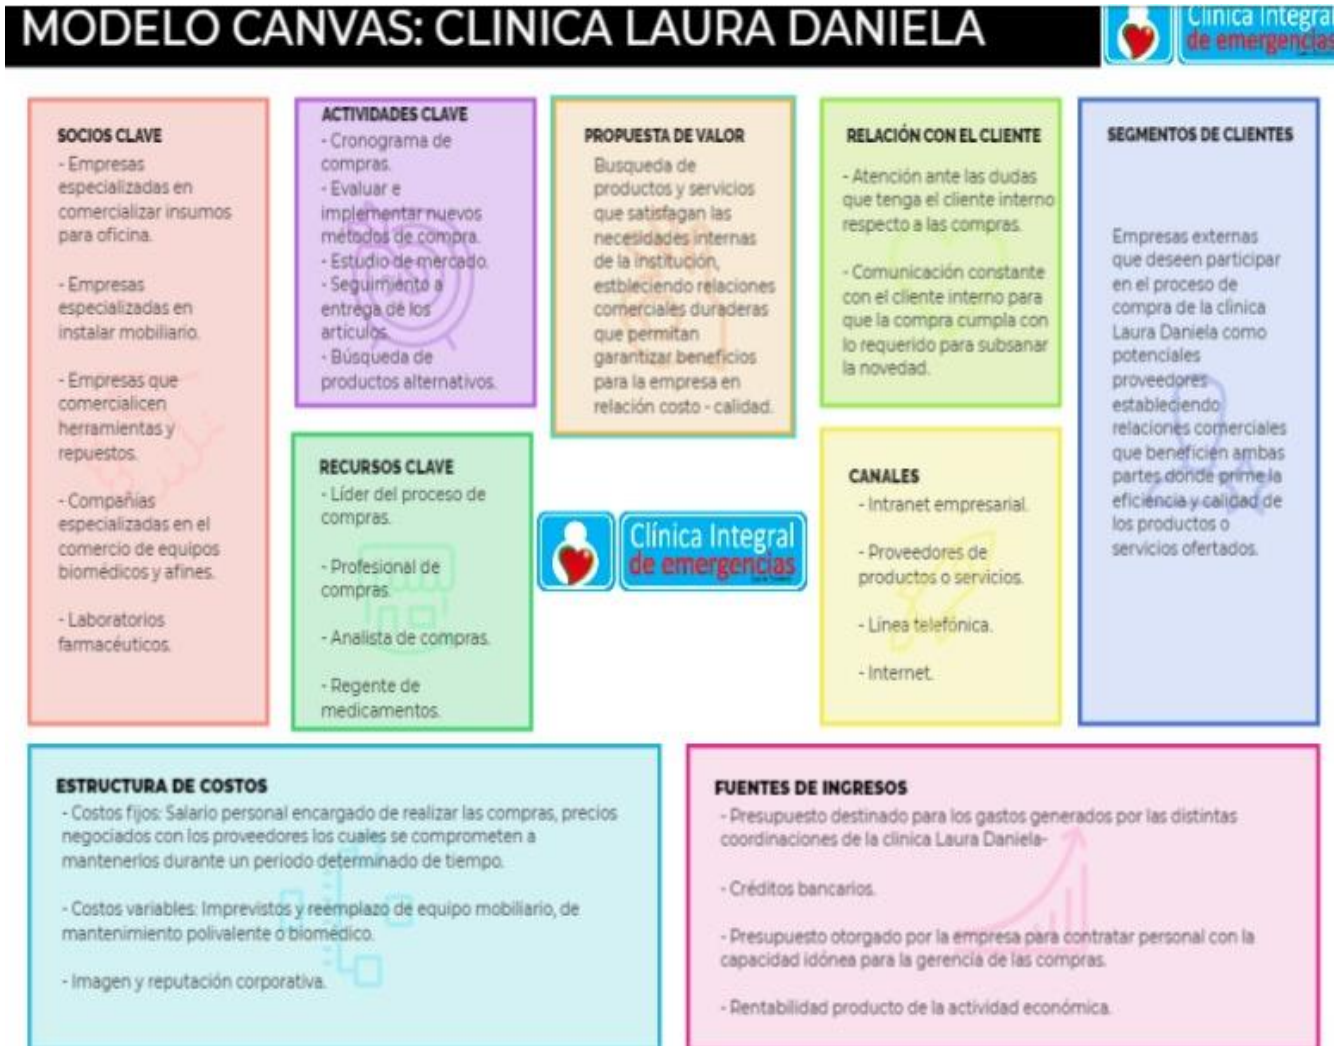 MODELO CANVAS: CLINICA LAURA DANIELA
Clínica Integral
de emergencias
SOCIOS CLAVE
- Empresas
especializadas en
comercializar insumos
para oficina.
- Empresas
especializadas en
instalar mobiliario.
- Empresas que
comercialicen
herramientas y
repuestos.
- Compañias
especializadas en el
comercio de equipos
biomédicos y afines.
- Laboratorios
farmacéuticos.
ACTIVIDADES CLAVE
- Cronograma de
compras.
- Evaluar e
implementar nuevos
métodos de compra.
- Estudio de mercado.
- Seguimiento a
entrega de los
artículos.
- Búsqueda de
productos alternativos.
RECURSOS CLAVE
- Líder del proceso de
compras.
- Profesional de
compras.
- Analista de compras.
- Regente de
medicamentos.
PROPUESTA DE VALOR
Busqueda de
productos y servicios
que satisfagan las
necesidades internas
de la institución,
estbleciendo relaciones
comerciales duraderas
que permitan
garantizar beneficios
para la empresa en
relación costo - calidad.
Clínica Integral
de emergencias
RELACIÓN CON EL CLIENTE
- Atención ante las dudas
que tenga el cliente interno
respecto a las compras.
- Comunicación constante
con el cliente interno para
que la compra cumpla con
lo requerido para subsanar
la novedad.
CANALES
- Intranet empresarial.
- Proveedores de
productos o servicios.
- Línea telefónica.
- Internet.
SEGMENTOS DE CLIENTES
Empresas externas
que deseen participar
en el proceso de
compra de la clínica
Laura Daniela como
potenciales
proveedores
estableciendo
relaciones comerciales
que beneficien ambas
partes donde prime la
eficiencia y calidad de
los productos o
servicios ofertados.
ESTRUCTURA DE COSTOS
- Costos fijos: Salario personal encargado de realizar las compras, precios
negociados con los proveedores los cuales se comprometen a
mantenerlos durante un periodo determinado de tiempo.
- Costos variables: Imprevistos y reemplazo de equipo mobiliario, de
mantenimiento polivalente o biomédico.
- Imagen y reputación corporativa.
FUENTES DE INGRESOS
- Presupuesto destinado para los gastos generados por las distintas
coordinaciones de la clinica Laura Daniela-
- Créditos bancarios.
- Presupuesto otorgado por la empresa para contratar personal con la
capacidad idónea para la gerencia de las compras.
- Rentabilidad producto de la actividad económica.